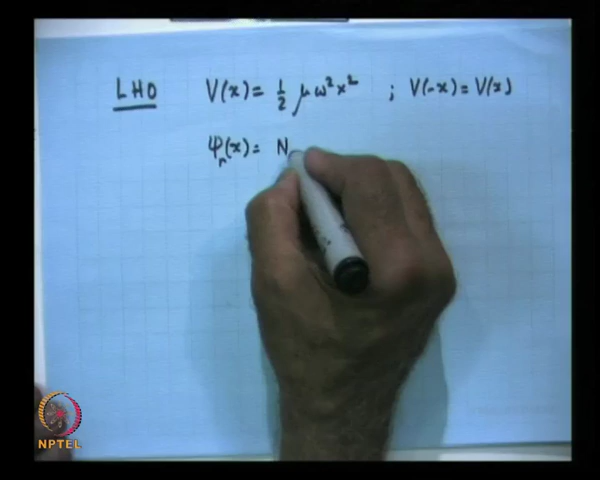 LHO V(x) = 1/2 μω²x² ; V(-x) = V(x)
ψₙ(x) = N
NPTEL